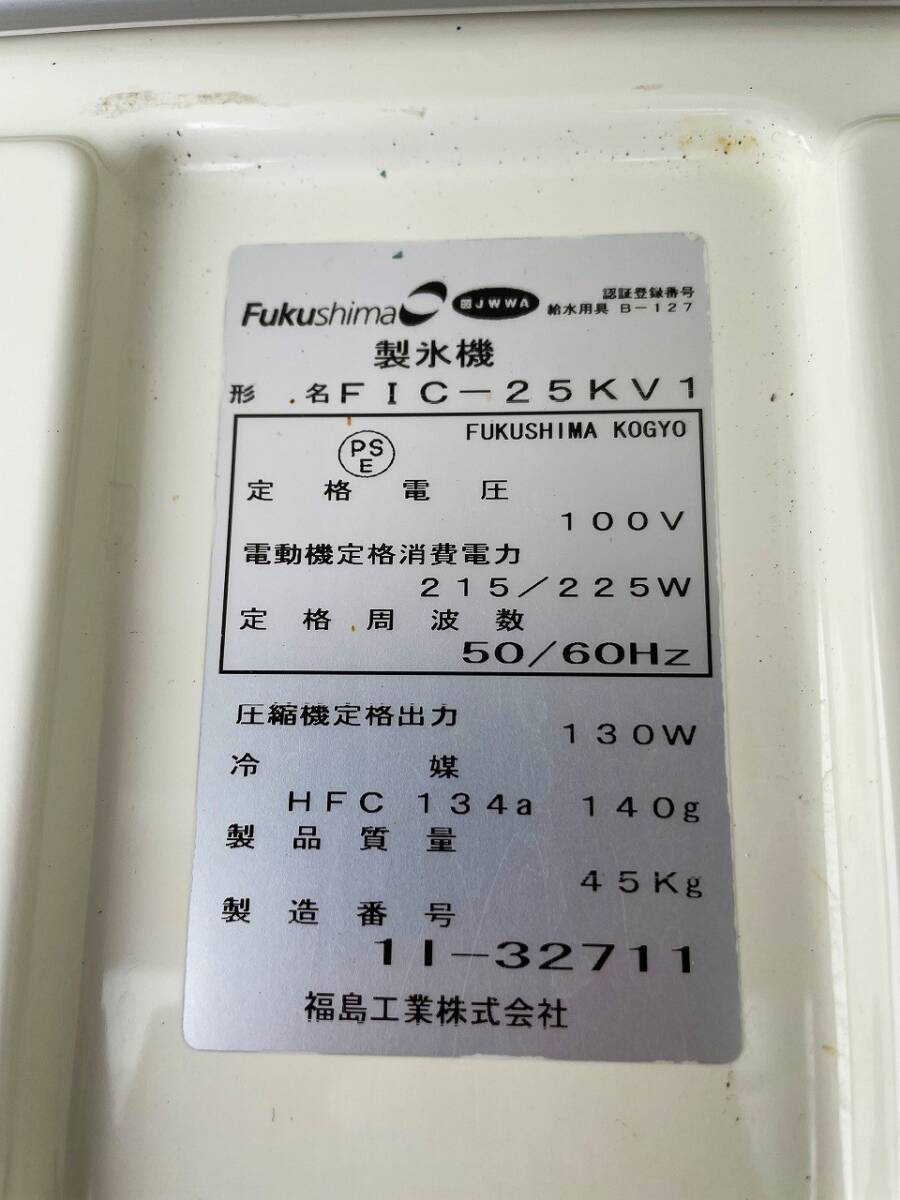 Fukushima JWWA 認証登録番号
給水用具 B-127
製氷機
形 名 FIC-25KV1
PSE FUKUSHIMA KOGYO
定格電圧
100V
電動機定格消費電力
215/225W
定格周波数
50/60Hz
圧縮機定格出力
130W
冷媒
HFC 134a 140g
製品質量
45Kg
製造番号
1I-32711
福島工業株式会社